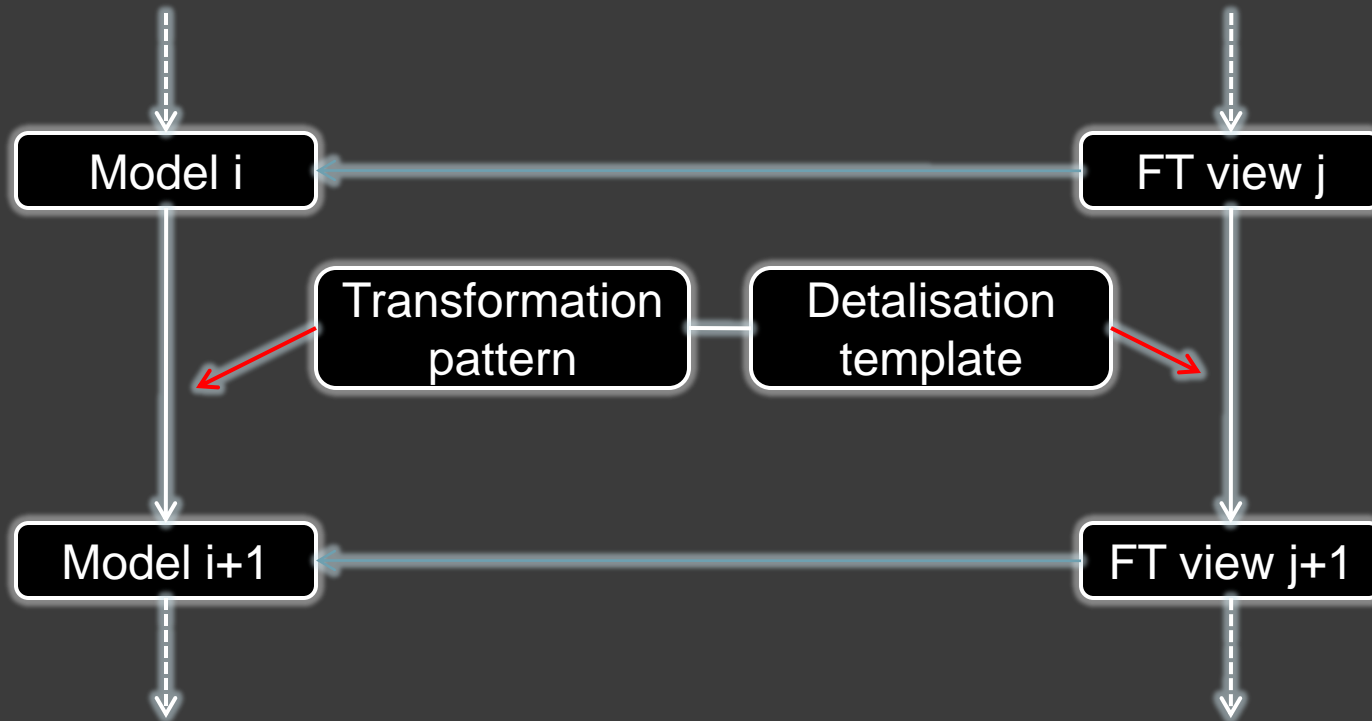 Model i
FT view j
Transformation
pattern
Detalisation
template
Model i+1
FT view j+1